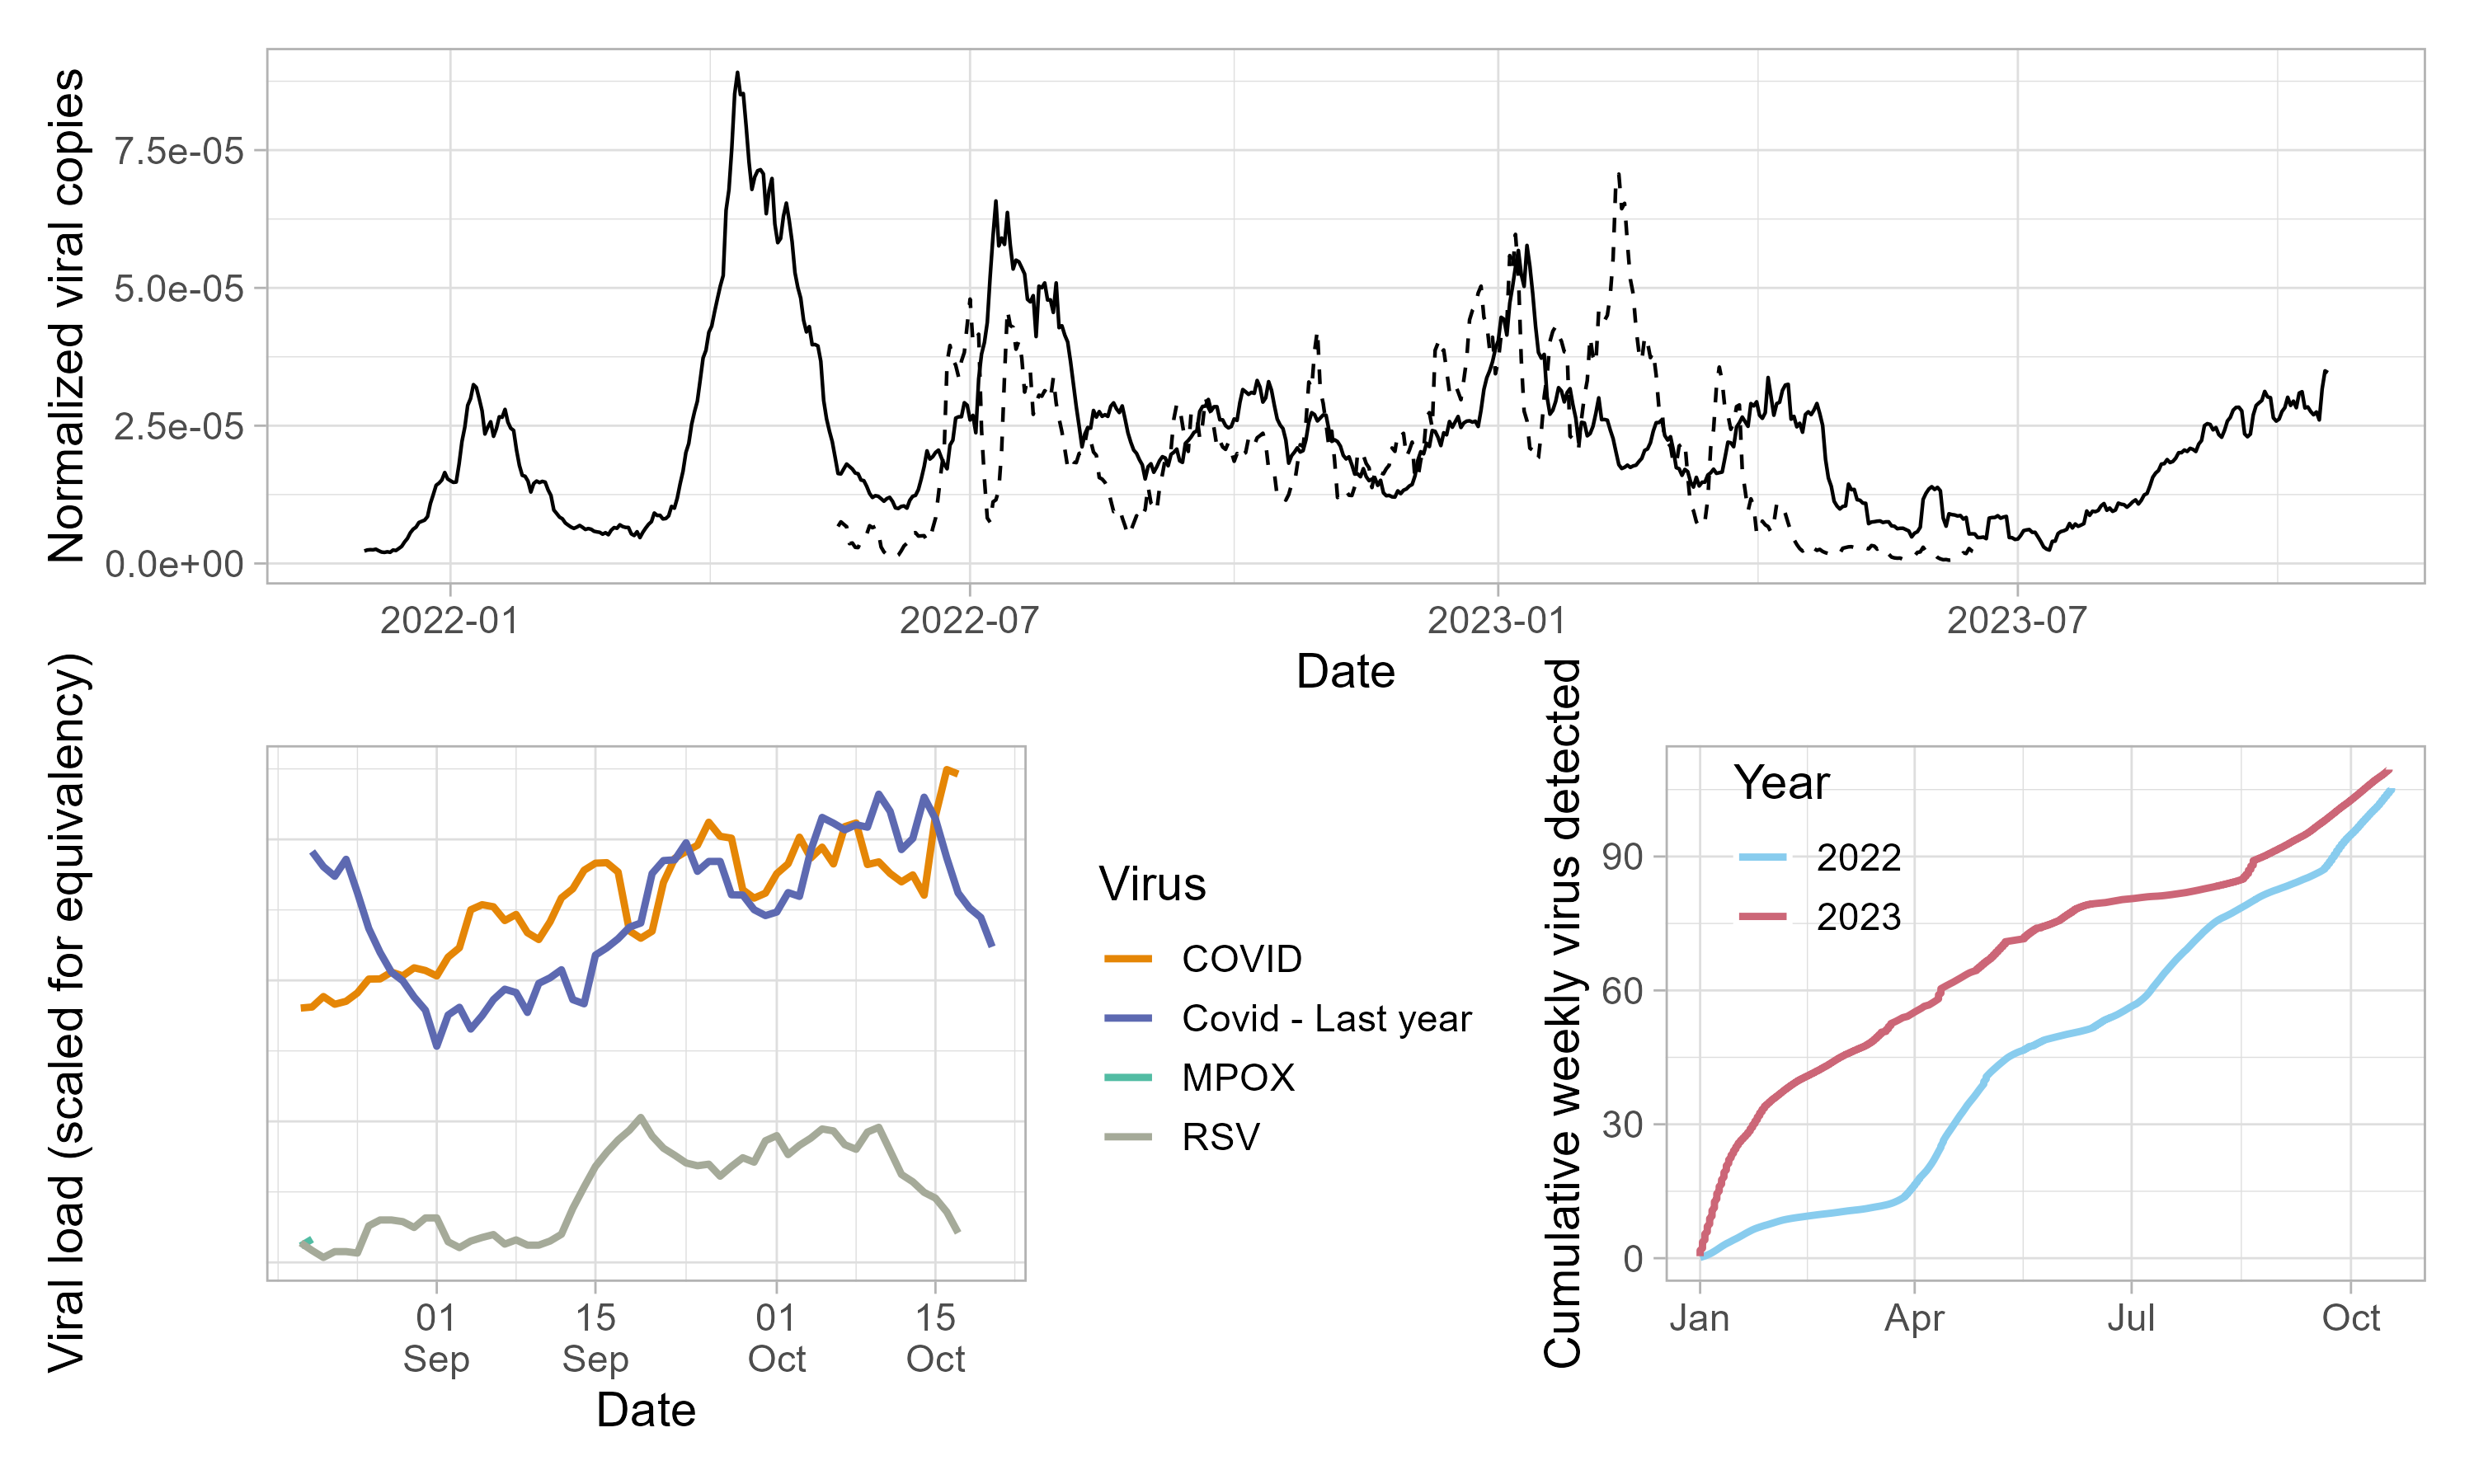 Normalized viral copies
7.5e-05
5.0e-05
2.5e-05
0.0e+00
2022-01
2022-07
2023-01
2023-07
Date
Viral load (scaled for equivalency)
01
Sep
15
Sep
01
Oct
15
Oct
Date
Virus
COVID
Covid - Last year
MPOX
RSV
Cumulative weekly virus detected
Year
2022
2023
90
60
30
0
Jan
Apr
Jul
Oct